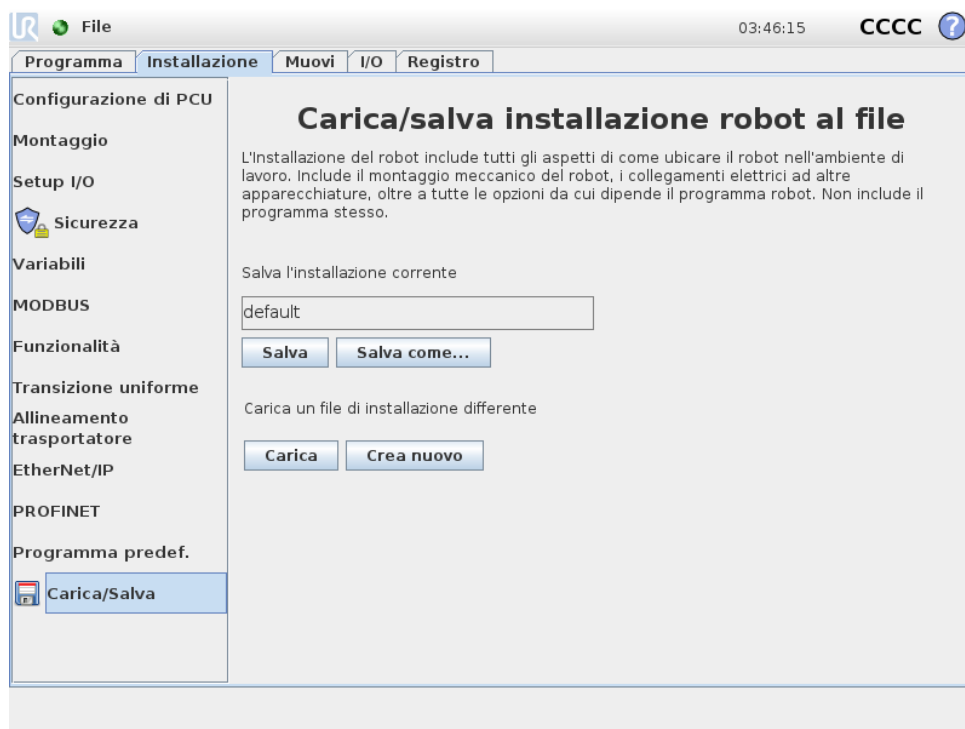 UR File 03:46:15 CCCC ?
Programma Installazione Muovi I/O Registro
Configurazione di PCU
Montaggio
Setup I/O
Sicurezza
Variabili
MODBUS
Funzionalità
Transizione uniforme
Allineamento
trasportatore
EtherNet/IP
PROFINET
Programma predef.
Carica/Salva
Carica/salva installazione robot al file
L'Installazione del robot include tutti gli aspetti di come ubicare il robot nell'ambiente di
lavoro. Include il montaggio meccanico del robot, i collegamenti elettrici ad altre
apparecchiature, oltre a tutte le opzioni da cui dipende il programma robot. Non include il
programma stesso.
Salva l'installazione corrente
default
Salva Salva come...
Carica un file di installazione differente
Carica Crea nuovo